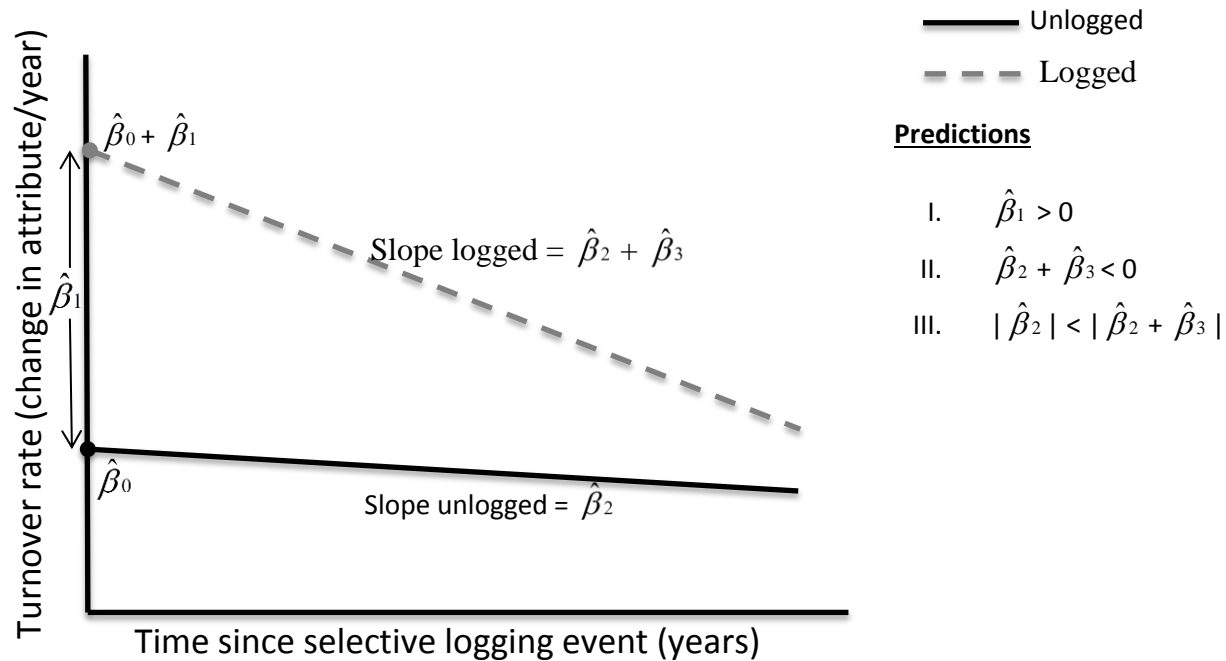 Unlogged
Logged
Predictions
I. β̂1 > 0
II. β̂2 + β̂3 < 0
III. | β̂2 | < | β̂2 + β̂3 |
Turnover rate (change in attribute/year)
β̂0 + β̂1
β̂1
Slope logged = β̂2 + β̂3
β̂0
Slope unlogged = β̂2
Time since selective logging event (years)